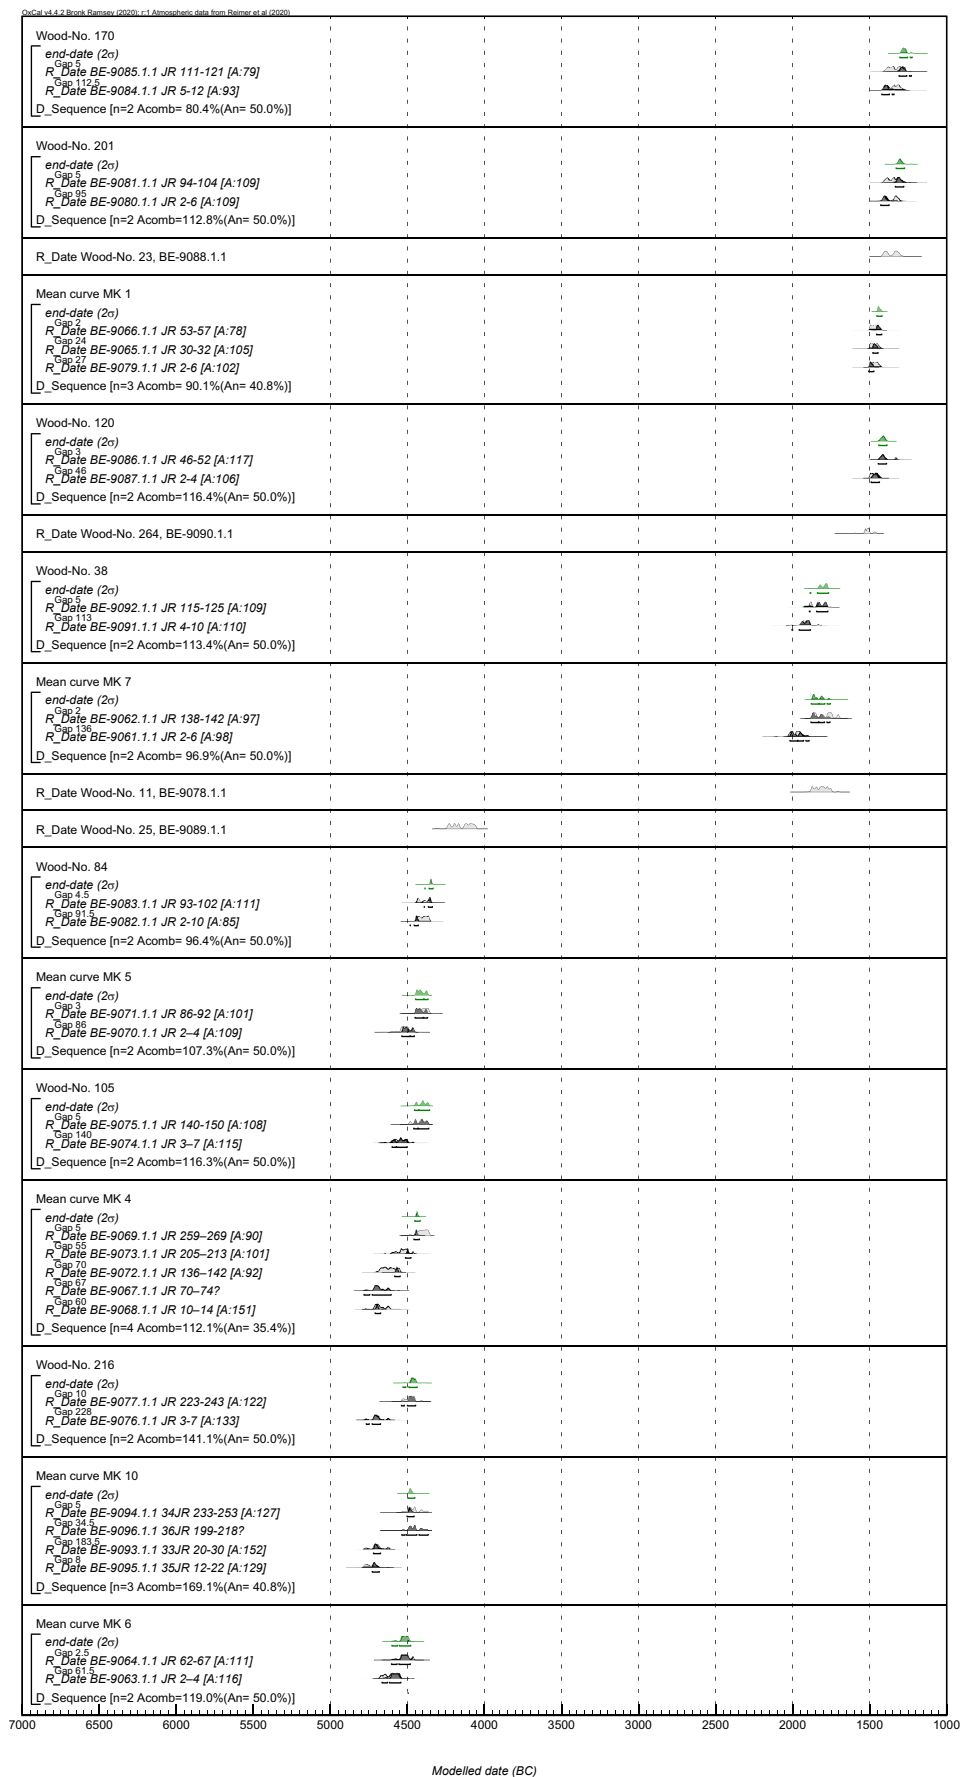 OxCal v4.4.2 Bronk Ramsey (2020); r:1 Atmospheric data from Reimer et al (2020)
Wood-No. 170
end-date (2σ)
Gap 5
R_Date BE-9085.1.1 JR 111-121 [A:79]
Gap 112.5
R_Date BE-9084.1.1 JR 5-12 [A:93]
D_Sequence [n=2 Acomb= 80.4%(An= 50.0%)]
Wood-No. 201
end-date (2σ)
Gap 5
R_Date BE-9081.1.1 JR 94-104 [A:109]
Gap 95
R_Date BE-9080.1.1 JR 2-6 [A:109]
D_Sequence [n=2 Acomb=112.8%(An= 50.0%)]
R_Date Wood-No. 23, BE-9088.1.1
Mean curve MK 1
end-date (2σ)
Gap 2
R_Date BE-9066.1.1 JR 53-57 [A:78]
Gap 24
R_Date BE-9065.1.1 JR 30-32 [A:105]
Gap 27
R_Date BE-9079.1.1 JR 2-6 [A:102]
D_Sequence [n=3 Acomb= 90.1%(An= 40.8%)]
Wood-No. 120
end-date (2σ)
Gap 3
R_Date BE-9086.1.1 JR 46-52 [A:117]
Gap 46
R_Date BE-9087.1.1 JR 2-4 [A:106]
D_Sequence [n=2 Acomb=116.4%(An= 50.0%)]
R_Date Wood-No. 264, BE-9090.1.1
Wood-No. 38
end-date (2σ)
Gap 5
R_Date BE-9092.1.1 JR 115-125 [A:109]
Gap 113
R_Date BE-9091.1.1 JR 4-10 [A:110]
D_Sequence [n=2 Acomb=113.4%(An= 50.0%)]
Mean curve MK 7
end-date (2σ)
Gap 2
R_Date BE-9062.1.1 JR 138-142 [A:97]
Gap 136
R_Date BE-9061.1.1 JR 2-6 [A:98]
D_Sequence [n=2 Acomb= 96.9%(An= 50.0%)]
R_Date Wood-No. 11, BE-9078.1.1
R_Date Wood-No. 25, BE-9089.1.1
Wood-No. 84
end-date (2σ)
Gap 4.5
R_Date BE-9083.1.1 JR 93-102 [A:111]
Gap 91.5
R_Date BE-9082.1.1 JR 2-10 [A:85]
D_Sequence [n=2 Acomb= 96.4%(An= 50.0%)]
Mean curve MK 5
end-date (2σ)
Gap 3
R_Date BE-9071.1.1 JR 86-92 [A:101]
Gap 86
R_Date BE-9070.1.1 JR 2–4 [A:109]
D_Sequence [n=2 Acomb=107.3%(An= 50.0%)]
Wood-No. 105
end-date (2σ)
Gap 5
R_Date BE-9075.1.1 JR 140-150 [A:108]
Gap 140
R_Date BE-9074.1.1 JR 3–7 [A:115]
D_Sequence [n=2 Acomb=116.3%(An= 50.0%)]
Mean curve MK 4
end-date (2σ)
Gap 5
R_Date BE-9069.1.1 JR 259–269 [A:90]
Gap 55
R_Date BE-9073.1.1 JR 205–213 [A:101]
Gap 70
R_Date BE-9072.1.1 JR 136–142 [A:92]
Gap 67
R_Date BE-9067.1.1 JR 70–74?
Gap 60
R_Date BE-9068.1.1 JR 10–14 [A:151]
D_Sequence [n=4 Acomb=112.1%(An= 35.4%)]
Wood-No. 216
end-date (2σ)
Gap 10
R_Date BE-9077.1.1 JR 223-243 [A:122]
Gap 228
R_Date BE-9076.1.1 JR 3-7 [A:133]
D_Sequence [n=2 Acomb=141.1%(An= 50.0%)]
Mean curve MK 10
end-date (2σ)
Gap 5
R_Date BE-9094.1.1 34JR 233-253 [A:127]
Gap 34.5
R_Date BE-9096.1.1 36JR 199-218?
Gap 183.5
R_Date BE-9093.1.1 33JR 20-30 [A:152]
Gap 8
R_Date BE-9095.1.1 35JR 12-22 [A:129]
D_Sequence [n=3 Acomb=169.1%(An= 40.8%)]
Mean curve MK 6
end-date (2σ)
Gap 2.5
R_Date BE-9064.1.1 JR 62-67 [A:111]
Gap 61.5
R_Date BE-9063.1.1 JR 2–4 [A:116]
D_Sequence [n=2 Acomb=119.0%(An= 50.0%)]
7000 6500 6000 5500 5000 4500 4000 3500 3000 2500 2000 1500 1000
Modelled date (BC)